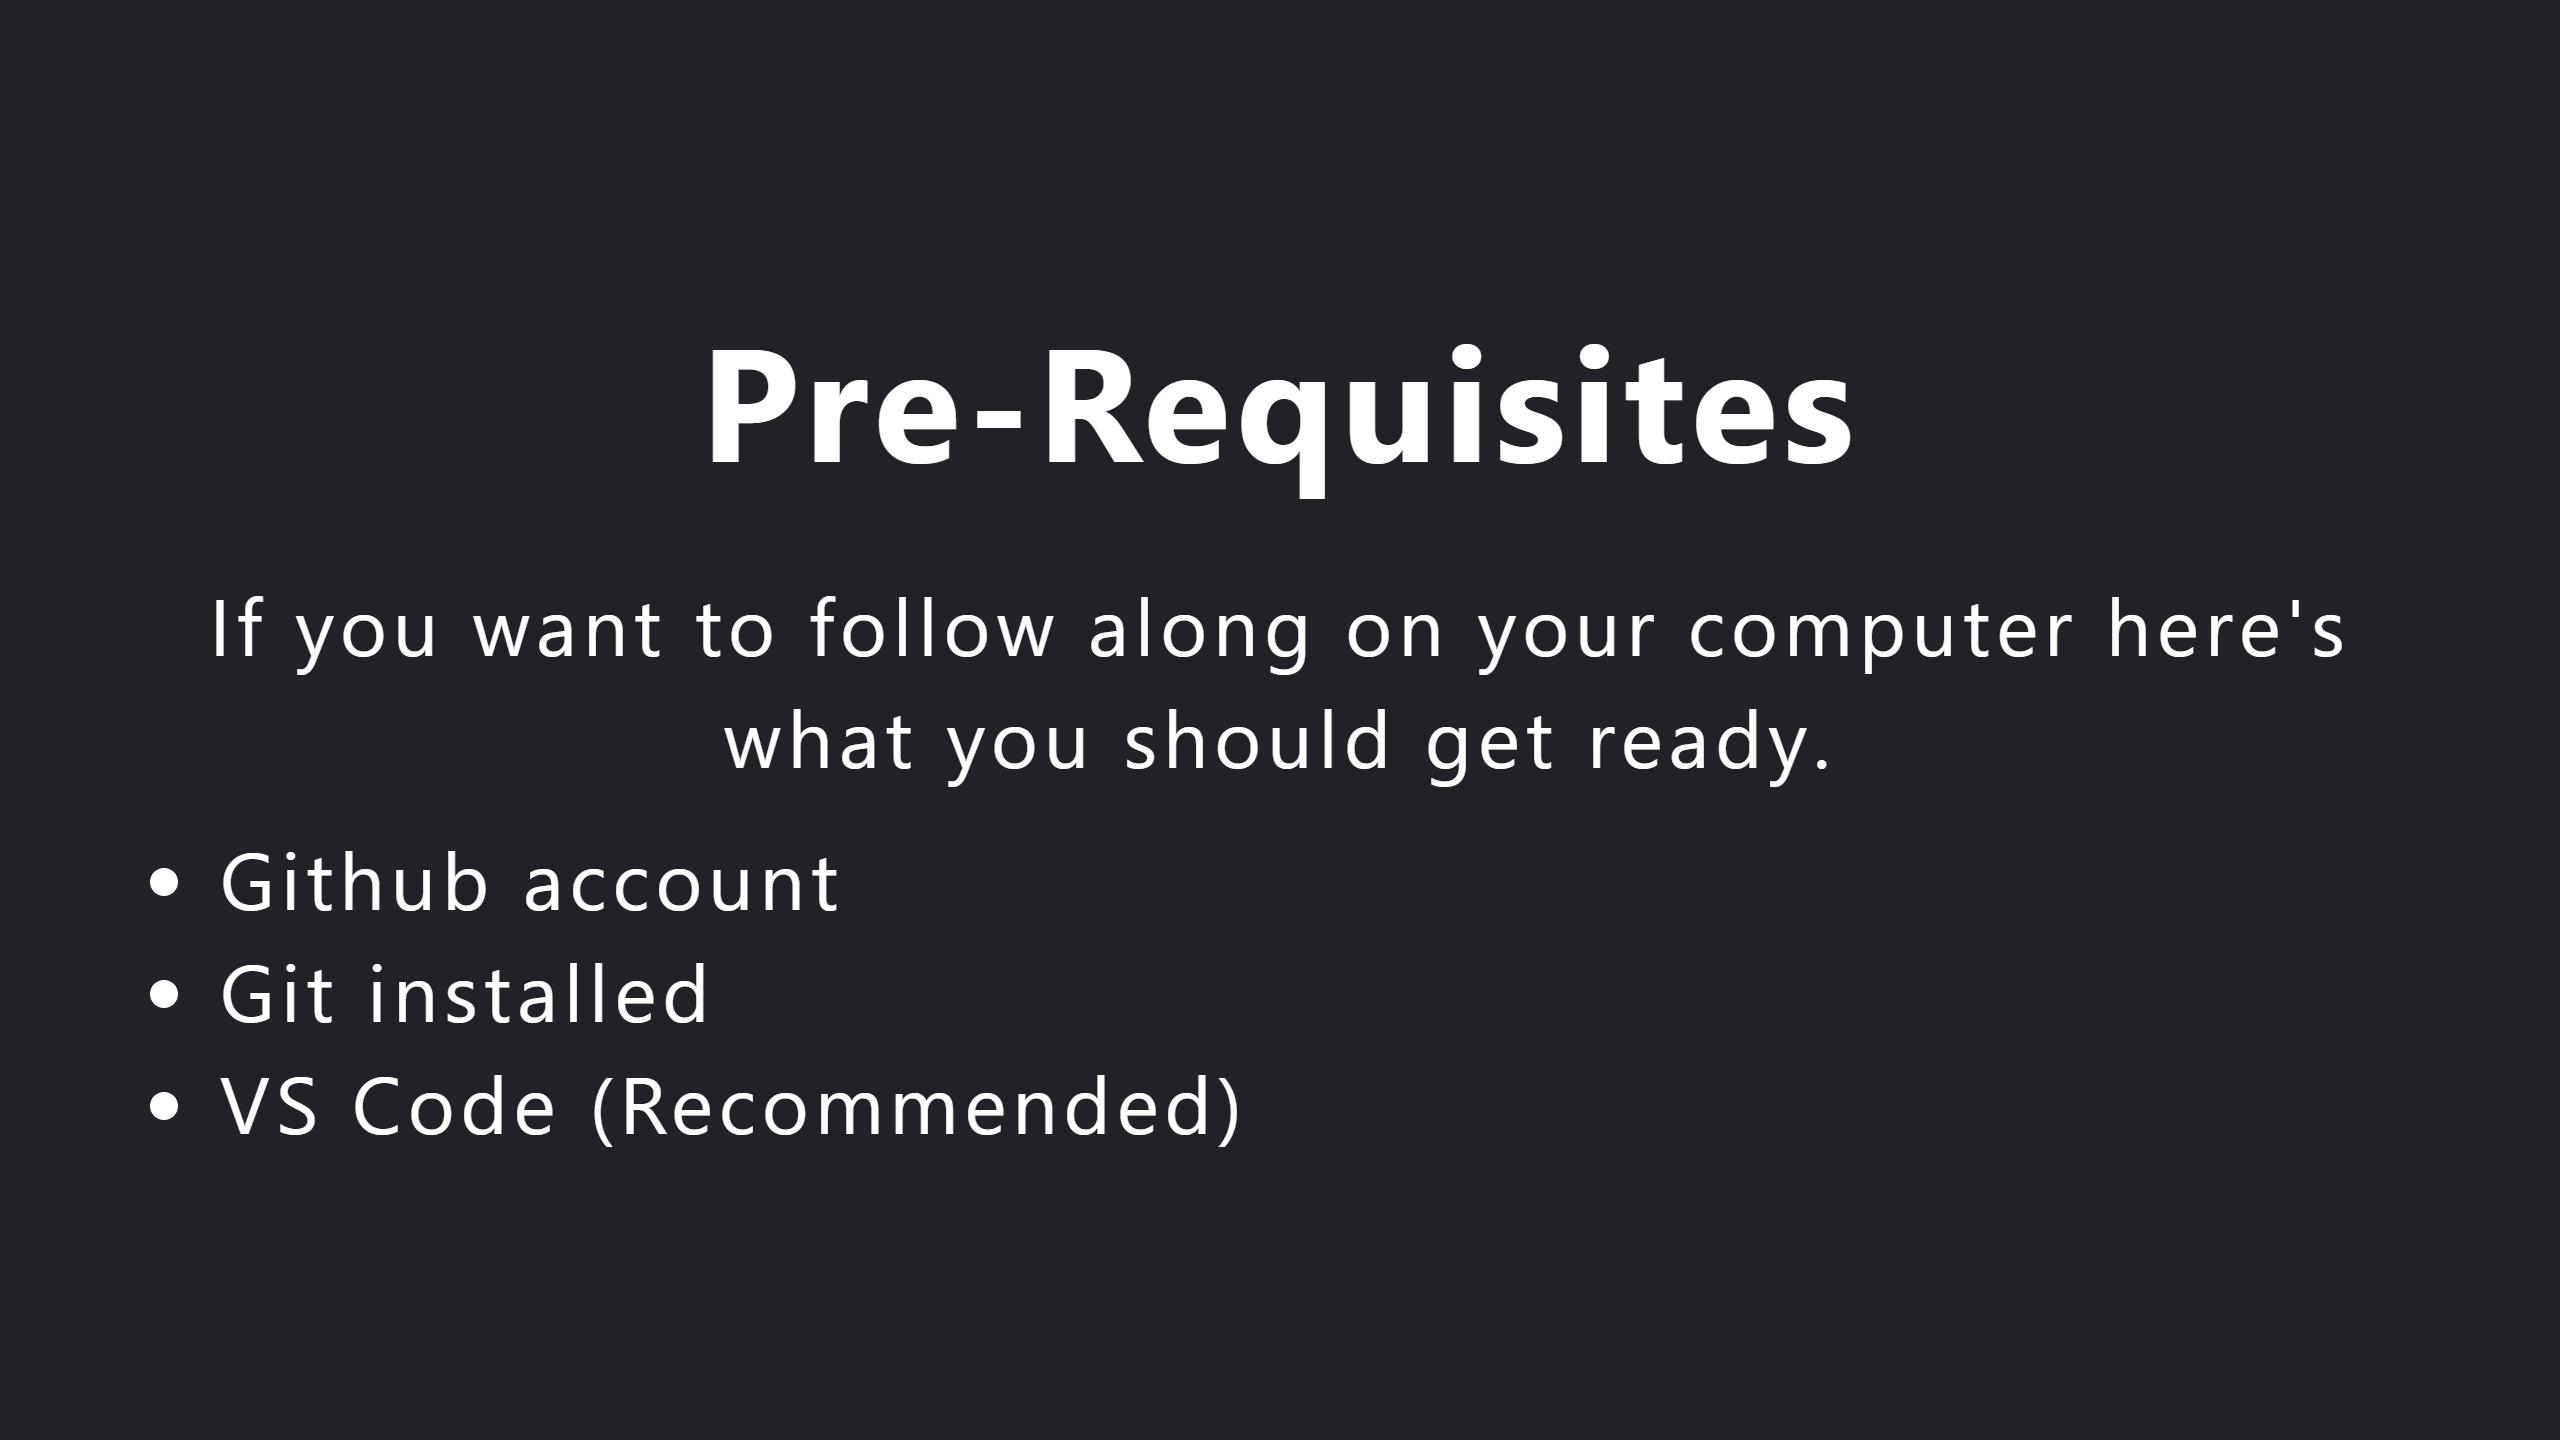 Pre-Requisites
If you want to follow along on your computer here's
what you should get ready.
• Github account
• Git installed
• VS Code (Recommended)